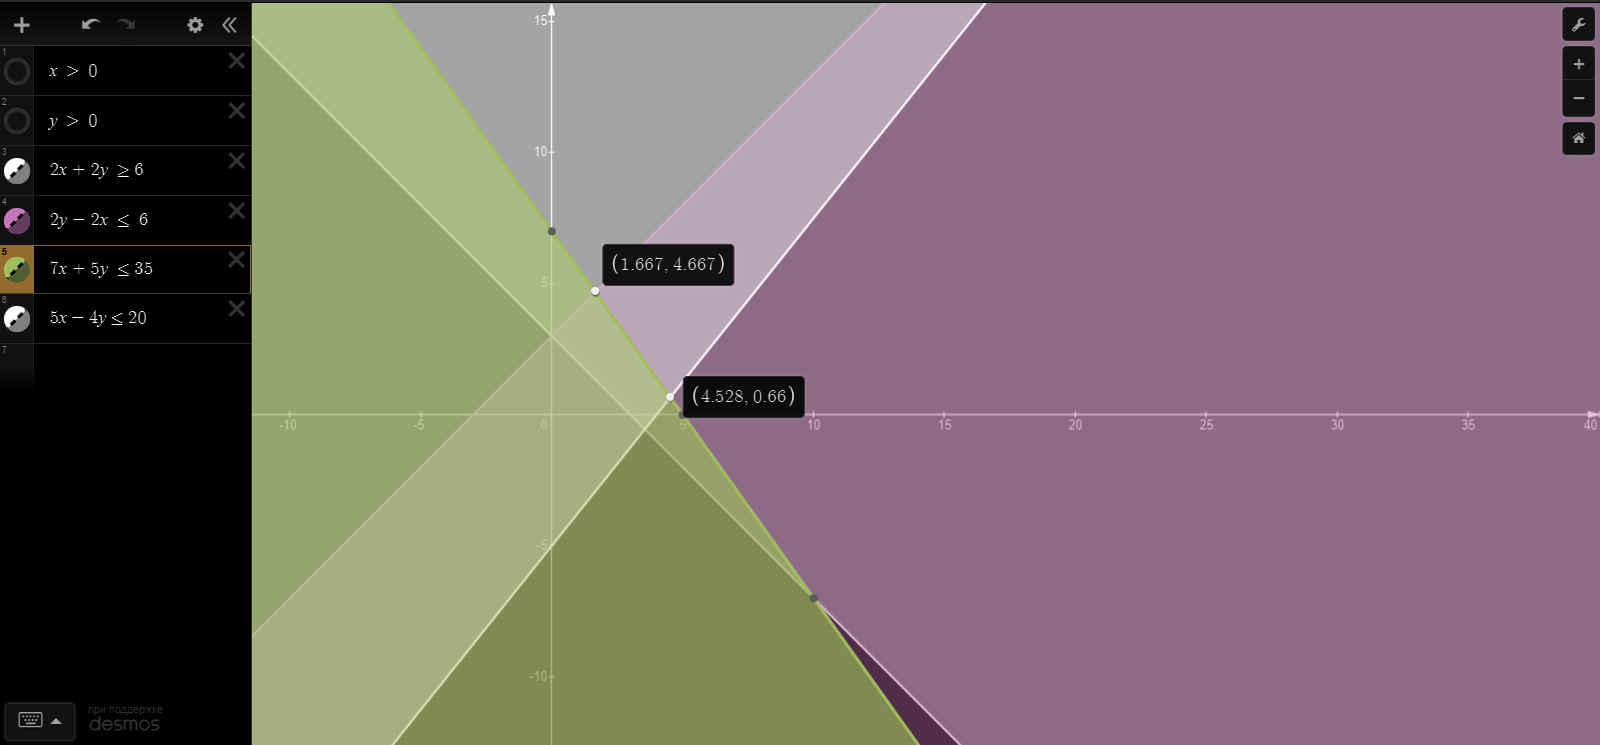 1
x > 0
2
y > 0
3
2x + 2y ≥ 6
4
2y − 2x ≤ 6
5
7x + 5y ≤ 35
6
5x − 4y ≤ 20
7
при поддержке
desmos
15
10
5
(1.667, 4.667)
(4.528, 0.66)
-10 -5 0 5 10 15 20 25 30 35 40
-5
-10